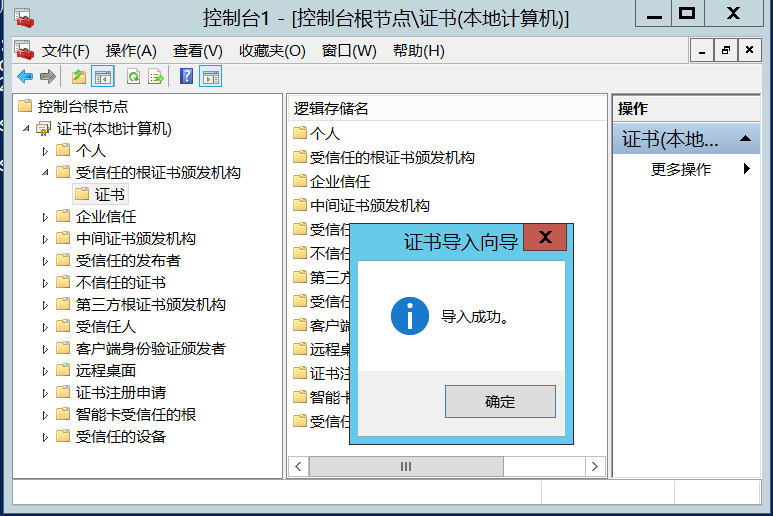 控制台1 - [控制台根节点\证书(本地计算机)]
文件(F) 操作(A) 查看(V) 收藏夹(O) 窗口(W) 帮助(H)
控制台根节点
证书(本地计算机)
个人
受信任的根证书颁发机构
证书
企业信任
中间证书颁发机构
受信任的发布者
不信任的证书
第三方根证书颁发机构
受信任人
客户端身份验证颁发者
远程桌面
证书注册申请
智能卡受信任的根
受信任的设备
逻辑存储名
个人
受信任的根证书颁发机构
企业信任
中间证书颁发机构
受信任
不信任
第三方
受信任
客户端
远程桌
证书注
智能卡
受信任
操作
证书(本地...
更多操作
证书导入向导
导入成功。
确定